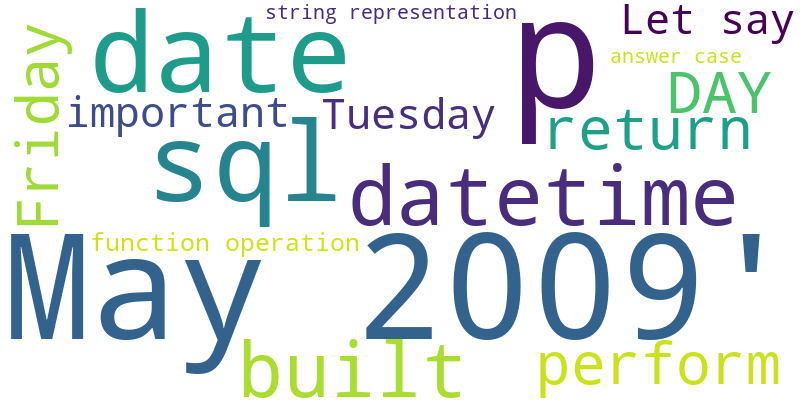 string representation
Let say
date
p
answer case
Friday
important
Tuesday
DAY
return
sql
datetime
function operation
May 2009'
built
perform